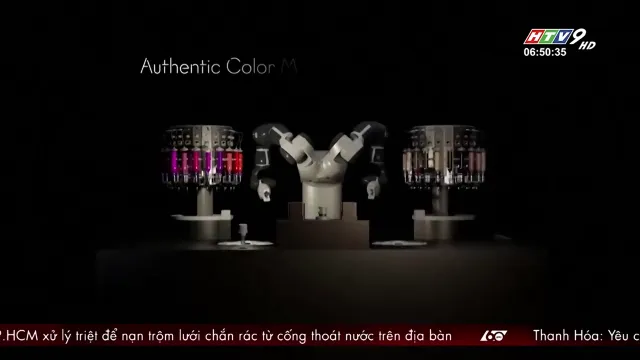 HTV9 HD
06:50:35
Authentic Color M
P.HCM xử lý triệt để nạn trộm lưới chắn rác từ cống thoát nước trên địa bàn
60
Thanh Hóa: Yêu c